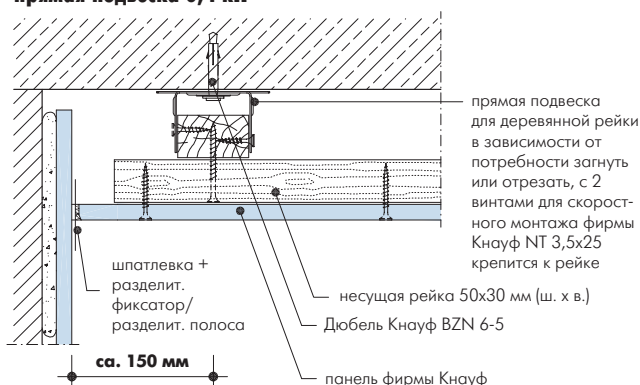 прямая подвеска 0,4 кН
прямая подвеска
для деревянной рейки
в зависимости от
потребности загнуть
или отрезать, с 2
винтами для скорост-
ного монтажа фирмы
Кнауф NT 3,5x25
крепится к рейке
шпатлевка +
разделит.
фиксатор/
разделит. полоса
несущая рейка 50x30 мм (ш. x в.)
Дюбель Кнауф BZN 6-5
са. 150 мм
панель фирмы Кнауф